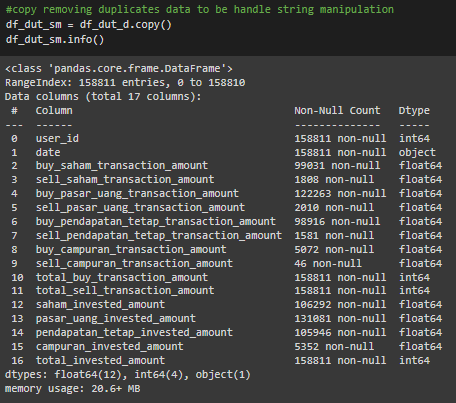 #copy removing duplicates data to be handle string manipulation
df_dut_sm = df_dut_d.copy()
df_dut_sm.info()
<class 'pandas.core.frame.DataFrame'>
RangeIndex: 158811 entries, 0 to 158810
Data columns (total 17 columns):
 #   Column                                Non-Null Count   Dtype
---  ------                                --------------   -----
 0   user_id                               158811 non-null  int64
 1   date                                  158811 non-null  object
 2   buy_saham_transaction_amount          99031 non-null   float64
 3   sell_saham_transaction_amount         1808 non-null    float64
 4   buy_pasar_uang_transaction_amount     122263 non-null  float64
 5   sell_pasar_uang_transaction_amount    2010 non-null    float64
 6   buy_pendapatan_tetap_transaction_amount  98916 non-null   float64
 7   sell_pendapatan_tetap_transaction_amount  1581 non-null    float64
 8   buy_campuran_transaction_amount       5072 non-null    float64
 9   sell_campuran_transaction_amount      46 non-null      float64
 10  total_buy_transaction_amount          158811 non-null  int64
 11  total_sell_transaction_amount         158811 non-null  int64
 12  saham_invested_amount                 106292 non-null  float64
 13  pasar_uang_invested_amount            131081 non-null  float64
 14  pendapatan_tetap_invested_amount      105946 non-null  float64
 15  campuran_invested_amount              5352 non-null    float64
 16  total_invested_amount                 158811 non-null  int64
dtypes: float64(12), int64(4), object(1)
memory usage: 20.6+ MB